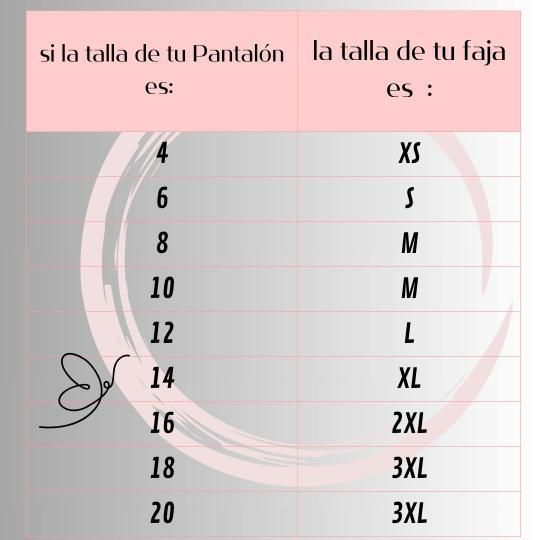 si la talla de tu Pantalón la talla de tu faja
es: es :
4 XS
6 S
8 M
10 M
12 L
14 XL
16 2XL
18 3XL
20 3XL